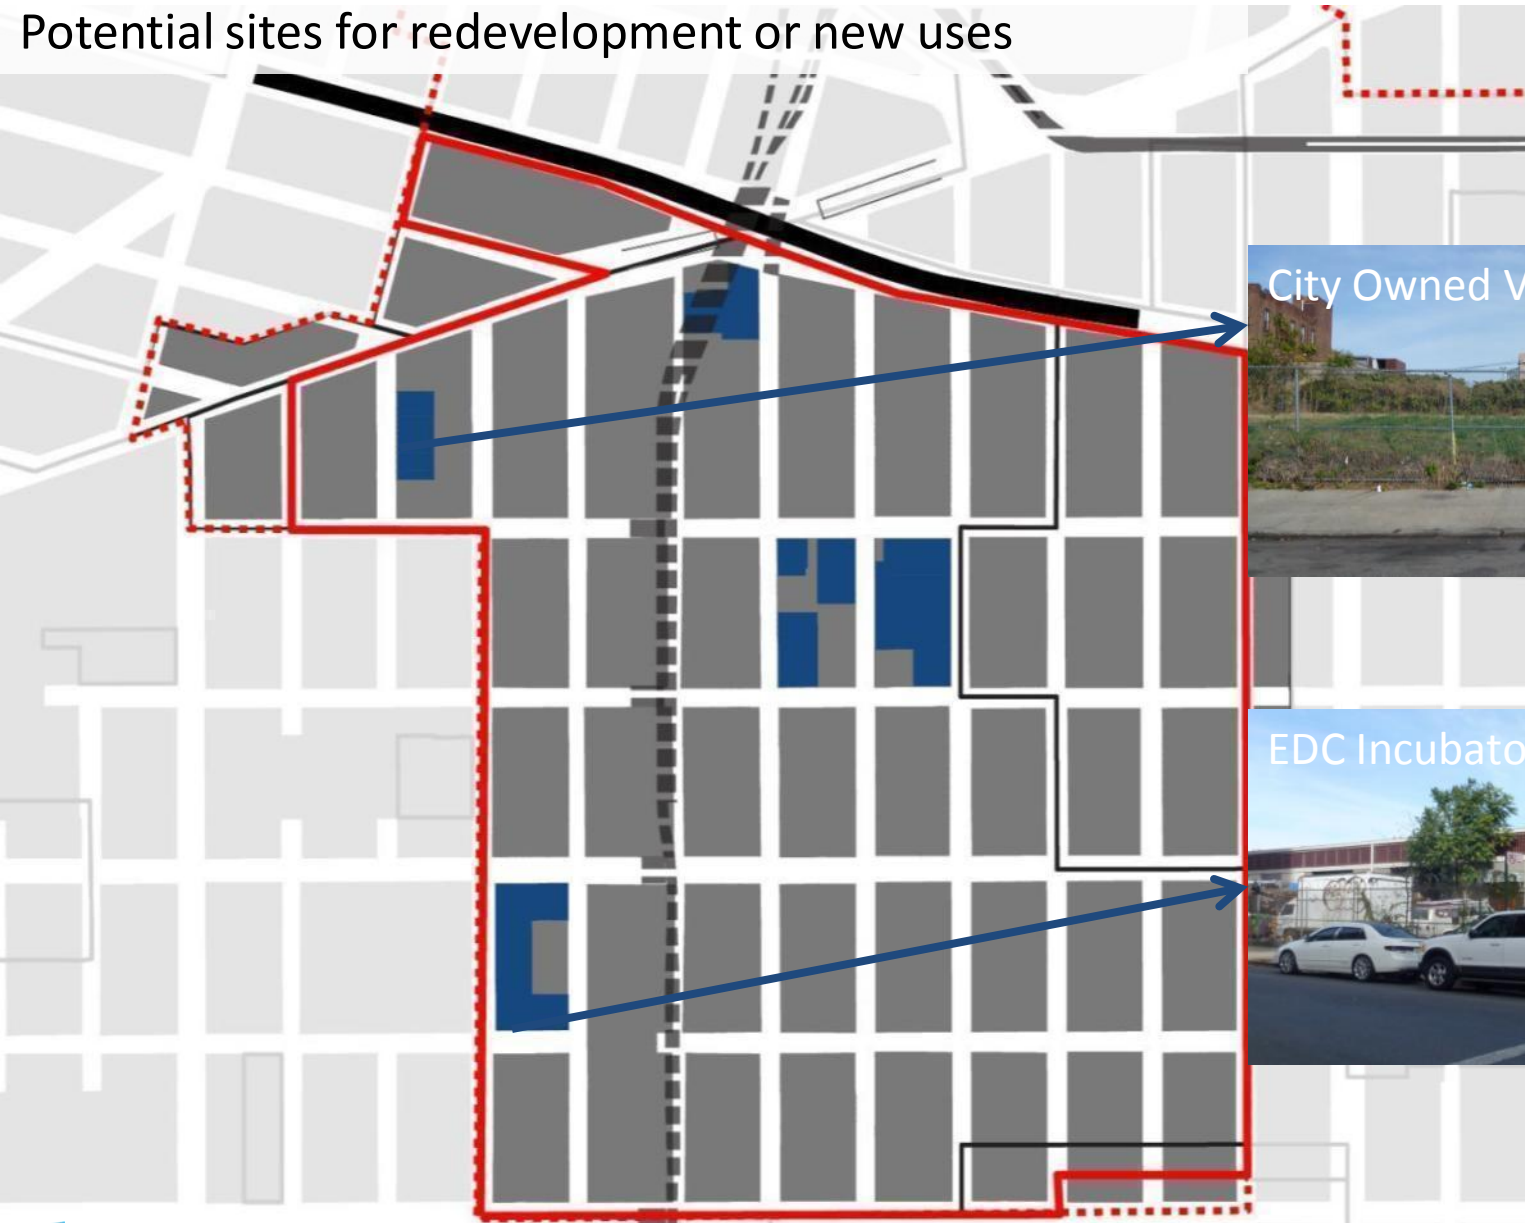 Potential sites for redevelopment or new uses
City Owned V
EDC Incubato